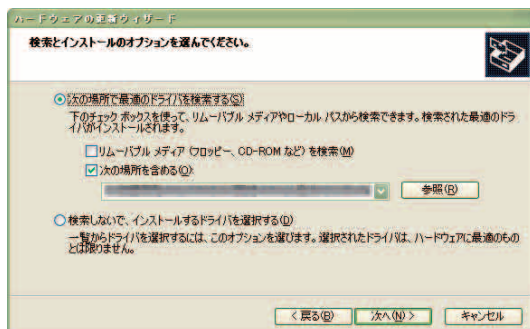 ハードウェアの更新ウィザード
検索とインストールのオプションを選んでください。
次の場所で最適のドライバを検索する(S)
下のチェック ボックスを使って、リムーバブル メディアやローカル パスから検索できます。検索された最適のドラ
イバがインストールされます。
リムーバブル メディア (フロッピー、CD-ROM など) を検索(M)
次の場所を含める(O):
参照(R)
検索しないで、インストールするドライバを選択する(D)
一覧からドライバを選択するには、このオプションを選びます。選択されたドライバは、ハードウェアに最適のもの
とは限りません。
< 戻る(B) 次へ(N) > キャンセル